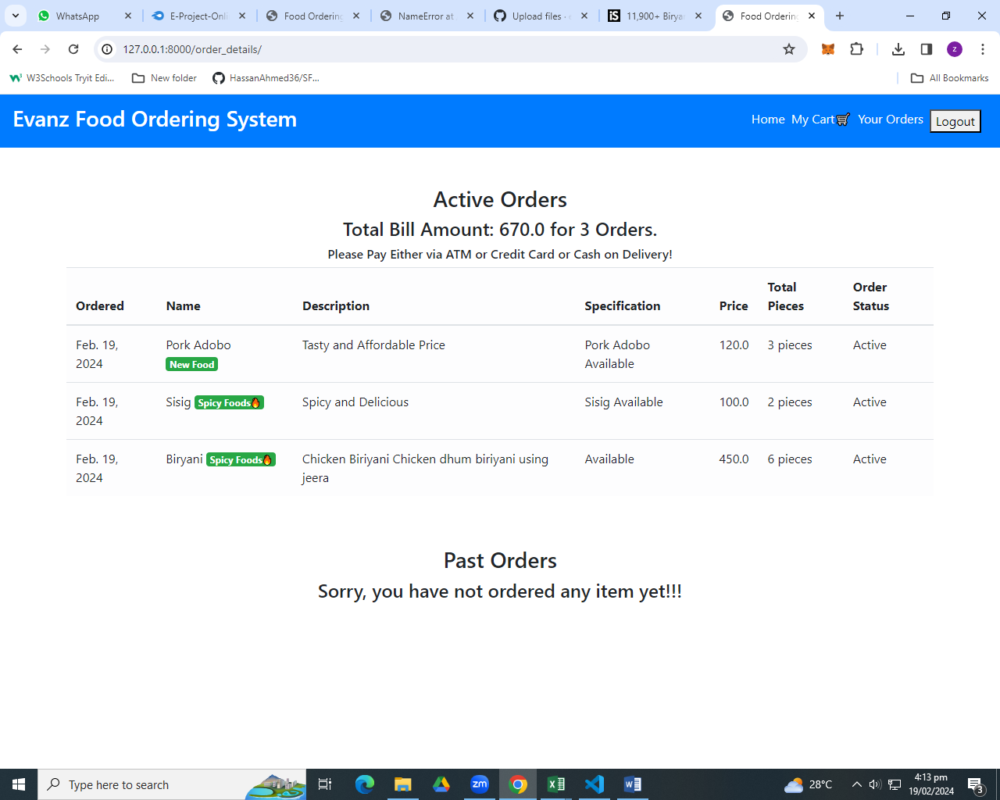 WhatsApp
E-Project-Onli
Food Ordering
NameError at
Upload files ·
11,900+ Birya
Food Ordering
127.0.0.1:8000/order_details/
z
W3Schools Tryit Edi...
New folder
HassanAhmed36/SF...
All Bookmarks
Evanz Food Ordering System
Home My Cart🛒 Your Orders Logout
Active Orders
Total Bill Amount: 670.0 for 3 Orders.
Please Pay Either via ATM or Credit Card or Cash on Delivery!
Ordered Name Description Specification Price Total Pieces Order Status
Feb. 19, 2024 Pork Adobo New Food Tasty and Affordable Price Pork Adobo Available 120.0 3 pieces Active
Feb. 19, 2024 Sisig Spicy Foods🔥 Spicy and Delicious Sisig Available 100.0 2 pieces Active
Feb. 19, 2024 Biryani Spicy Foods🔥 Chicken Biriyani Chicken dhum biriyani using jeera Available 450.0 6 pieces Active
Past Orders
Sorry, you have not ordered any item yet!!!
Type here to search
zm
28°C
4:13 pm
19/02/2024
3